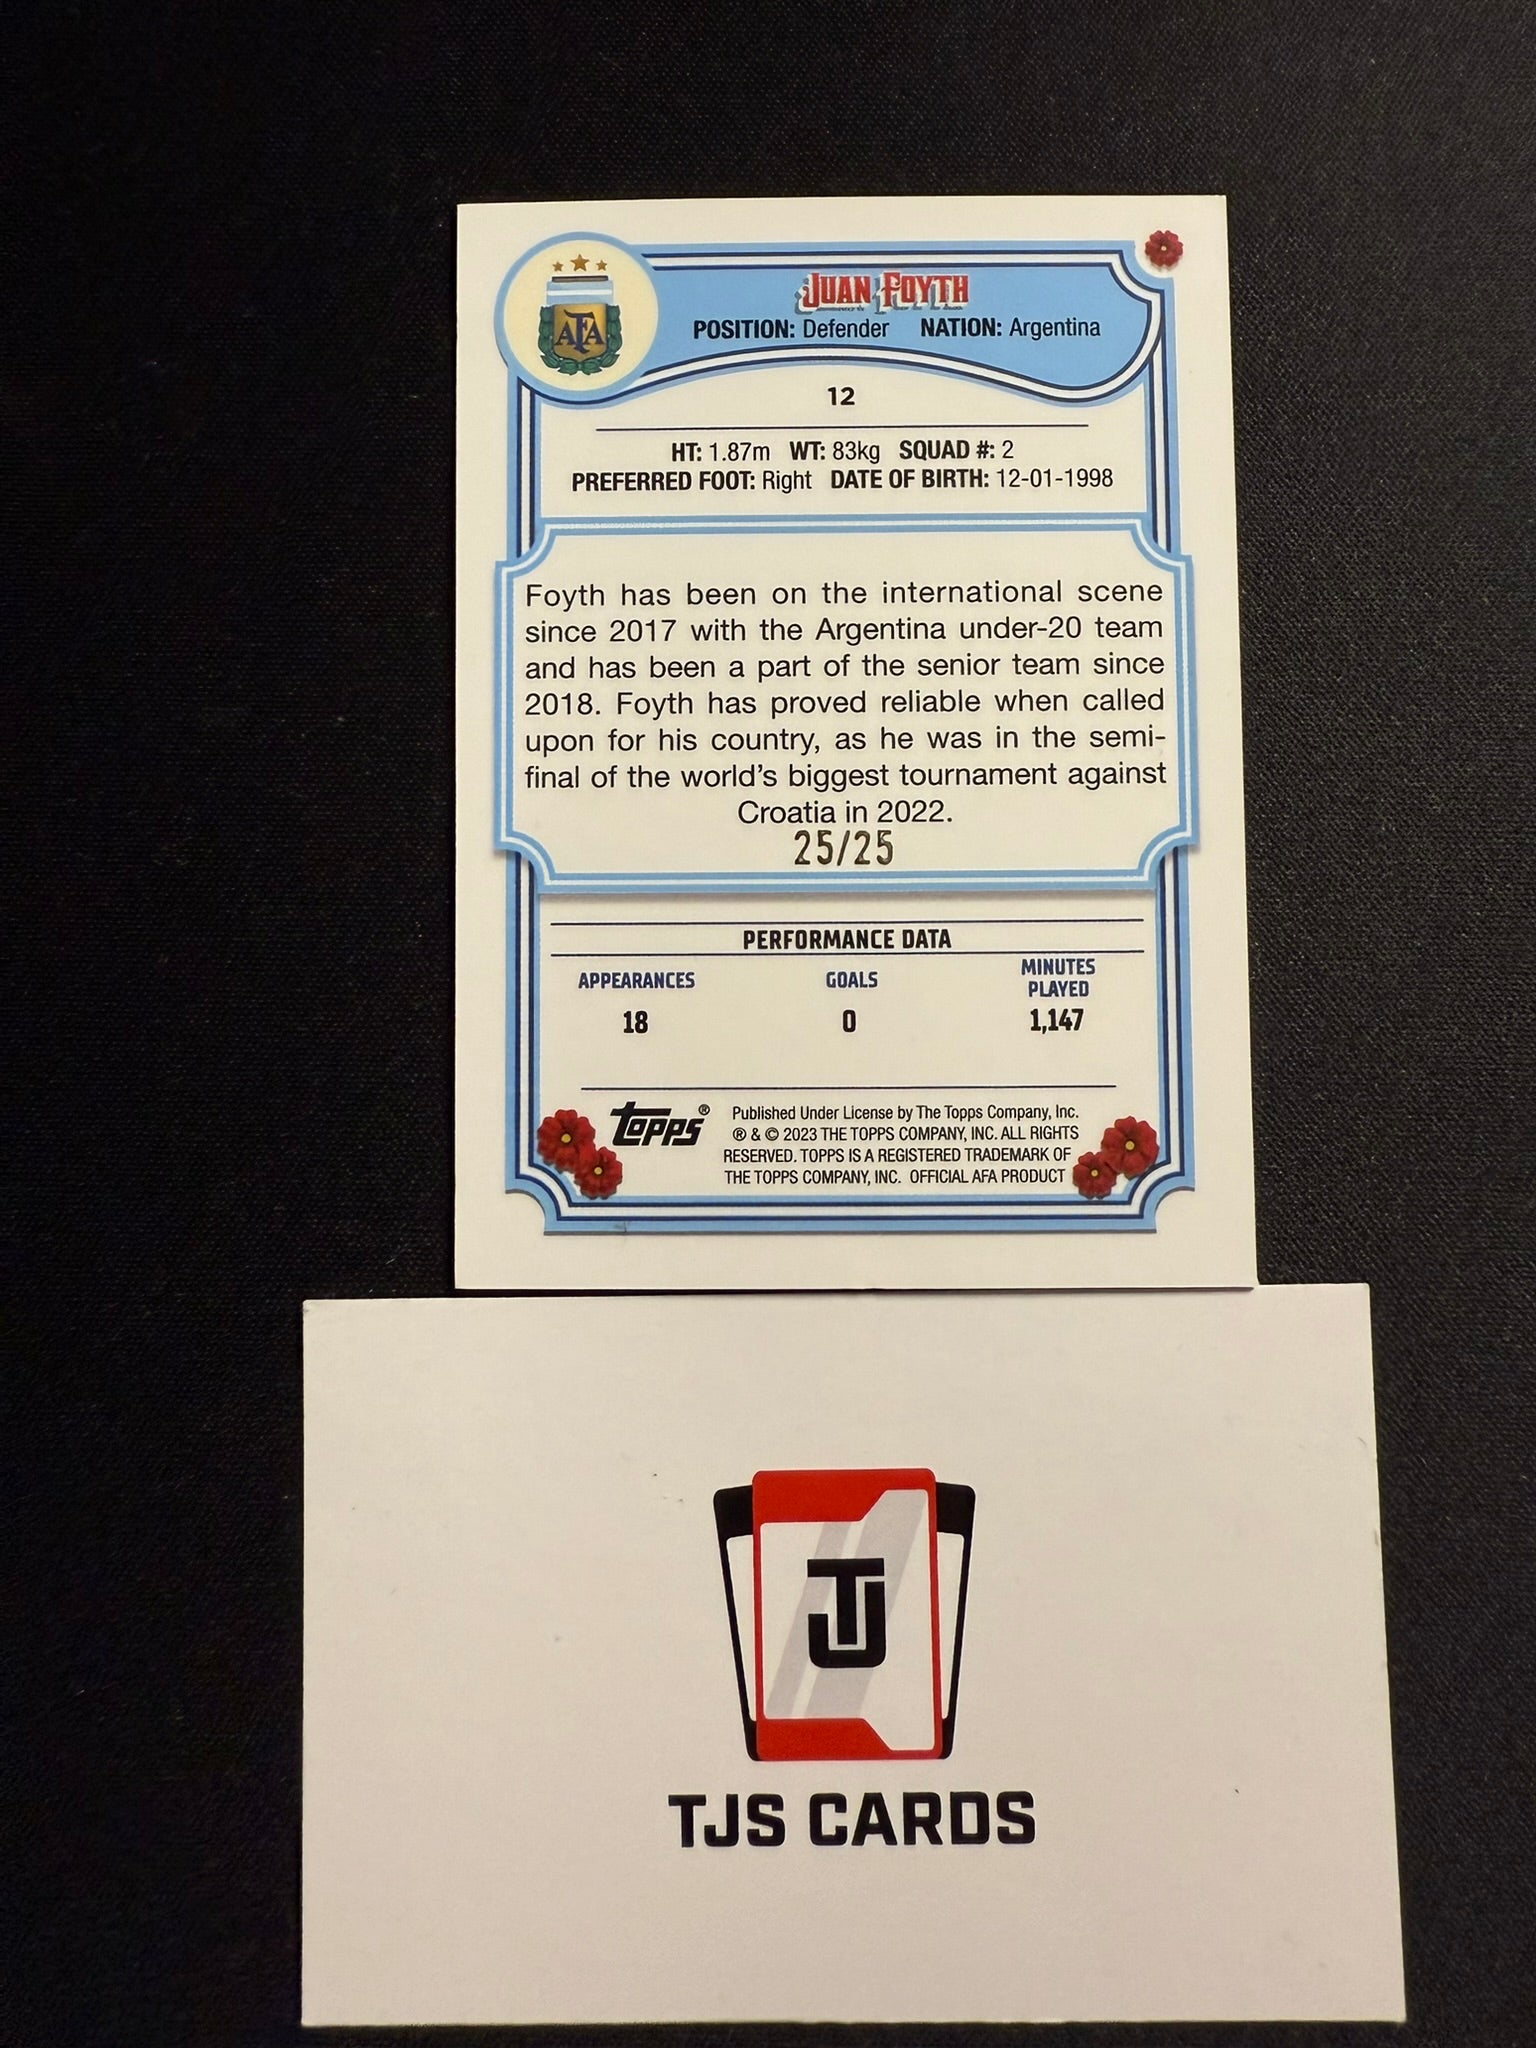 AFA
JUAN FOYTH
POSITION: Defender NATION: Argentina
12
HT: 1.87m WT: 83kg SQUAD #: 2
PREFERRED FOOT: Right DATE OF BIRTH: 12-01-1998
Foyth has been on the international scene
since 2017 with the Argentina under-20 team
and has been a part of the senior team since
2018. Foyth has proved reliable when called
upon for his country, as he was in the semi-
final of the world's biggest tournament against
Croatia in 2022.
25/25
PERFORMANCE DATA
APPEARANCES GOALS MINUTES
PLAYED
18 0 1,147
topps®
Published Under License by The Topps Company, Inc.
® & © 2023 THE TOPPS COMPANY, INC. ALL RIGHTS
RESERVED. TOPPS IS A REGISTERED TRADEMARK OF
THE TOPPS COMPANY, INC. OFFICIAL AFA PRODUCT
TJ
TJS CARDS